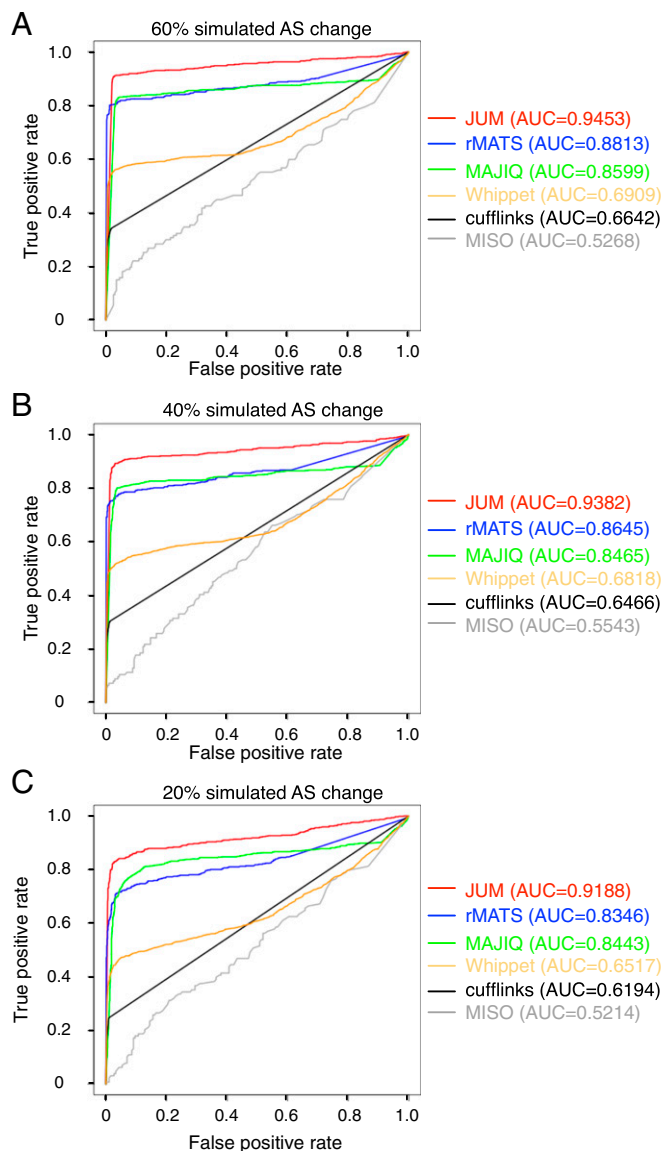 A
60% simulated AS change
True positive rate
1.0
0.8
0.6
0.4
0.2
0
0 0.2 0.4 0.6 0.8 1.0
False positive rate
JUM (AUC=0.9453)
rMATS (AUC=0.8813)
MAJIQ (AUC=0.8599)
Whippet (AUC=0.6909)
cufflinks (AUC=0.6642)
MISO (AUC=0.5268)
B
40% simulated AS change
True positive rate
1.0
0.8
0.6
0.4
0.2
0
0 0.2 0.4 0.6 0.8 1.0
False positive rate
JUM (AUC=0.9382)
rMATS (AUC=0.8645)
MAJIQ (AUC=0.8465)
Whippet (AUC=0.6818)
cufflinks (AUC=0.6466)
MISO (AUC=0.5543)
C
20% simulated AS change
True positive rate
1.0
0.8
0.6
0.4
0.2
0
0 0.2 0.4 0.6 0.8 1.0
False positive rate
JUM (AUC=0.9188)
rMATS (AUC=0.8346)
MAJIQ (AUC=0.8443)
Whippet (AUC=0.6517)
cufflinks (AUC=0.6194)
MISO (AUC=0.5214)